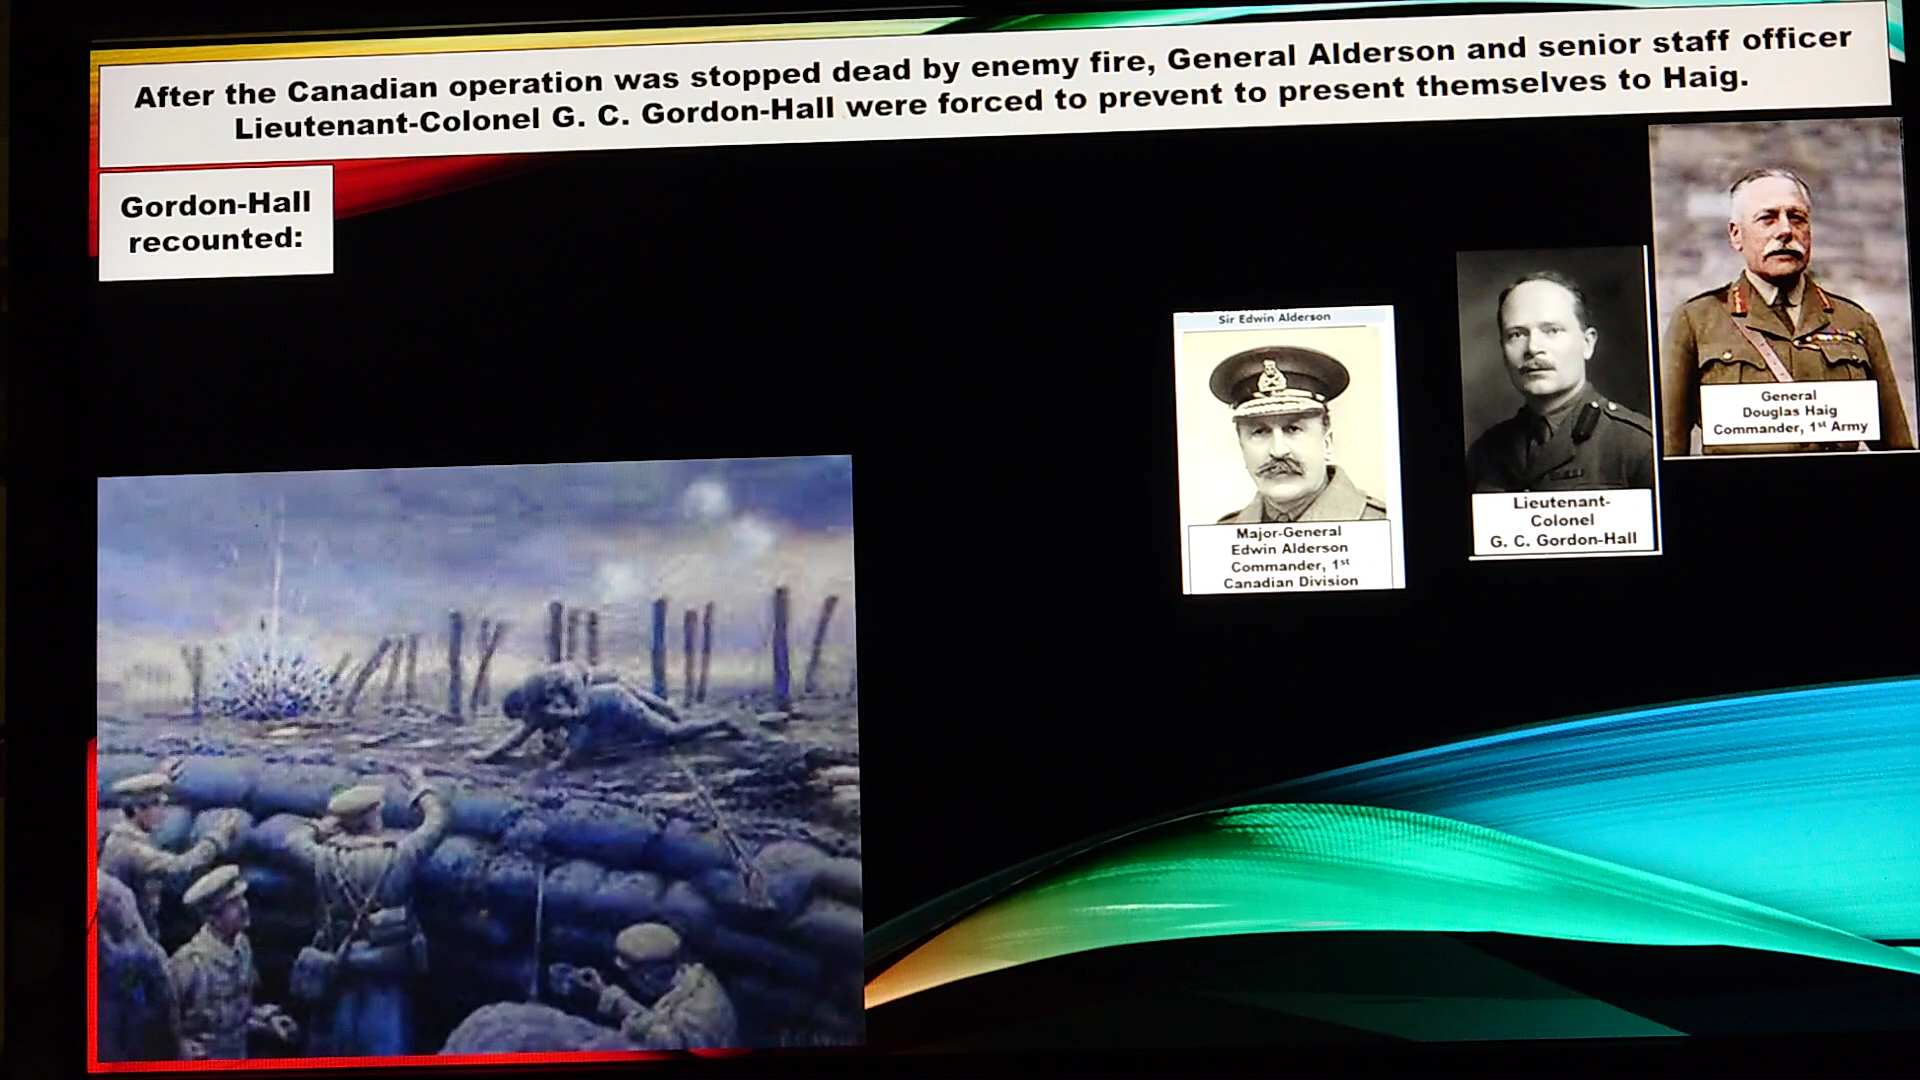 After the Canadian operation was stopped dead by enemy fire, General Alderson and senior staff officer
Lieutenant-Colonel G. C. Gordon-Hall were forced to prevent to present themselves to Haig.
Gordon-Hall
recounted:
Sir Edwin Alderson
Major-General
Edwin Alderson
Commander, 1st
Canadian Division
Lieutenant-
Colonel
G. C. Gordon-Hall
General
Douglas Haig
Commander, 1st Army